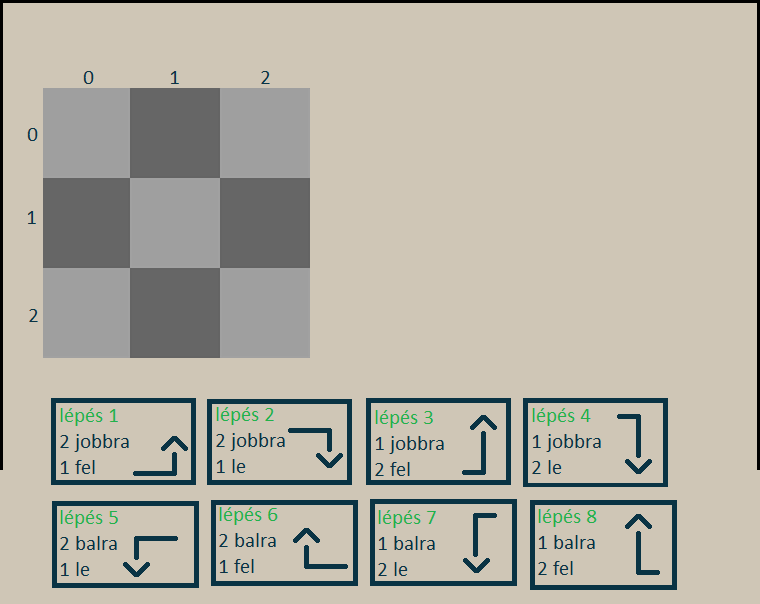 0 1 2
0
1
2
lépés 1
2 jobbra
1 fel
lépés 2
2 jobbra
1 le
lépés 3
1 jobbra
2 fel
lépés 4
1 jobbra
2 le
lépés 5
2 balra
1 le
lépés 6
2 balra
1 fel
lépés 7
1 balra
2 le
lépés 8
1 balra
2 fel